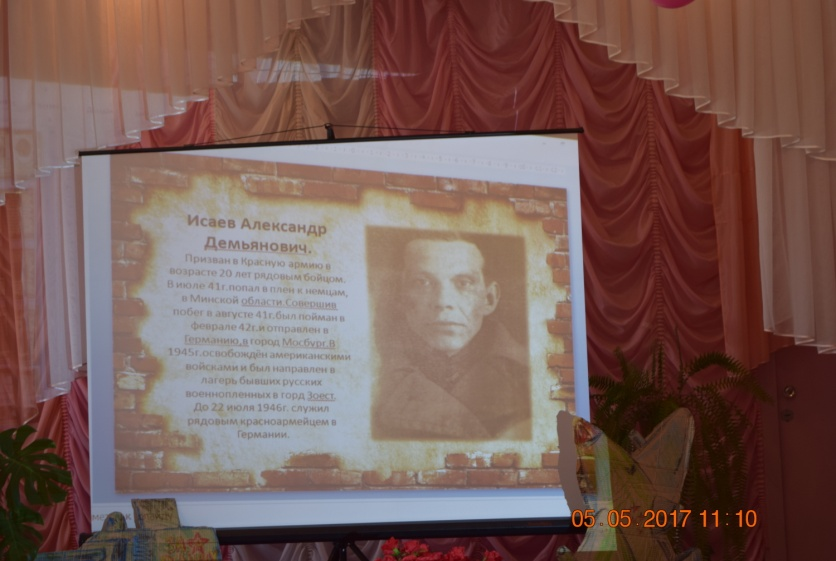 Исаев Александр
Демьянович.
Призван в Красную армию в
возрасте 20 лет рядовым бойцом.
В июле 41г.попал в плен к немцам,
в Минской области Совершив
побег в августе 41г.был пойман в
феврале 42г.и отправлен в
Германию,в город Мосбург.В
1945г.освобождён американскими
войсками и был направлен в
лагерь бывших русских
военнопленных в горд Зоест.
До 22 июля 1946г. служил
рядовым красноармейцем в
Германии.
05.05.2017 11:10